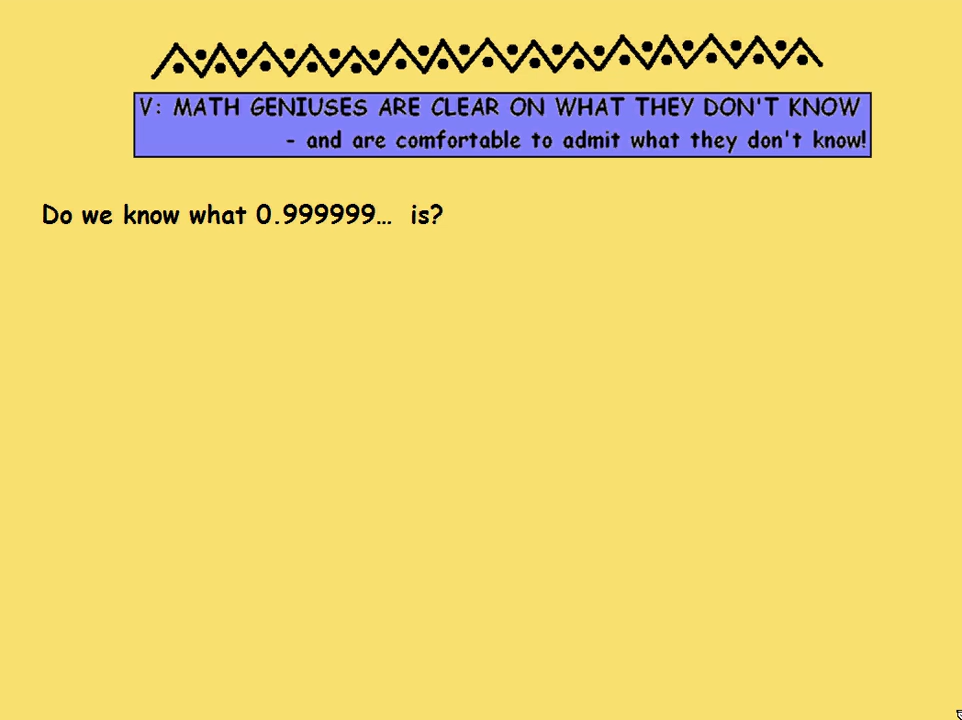 V: MATH GENIUSES ARE CLEAR ON WHAT THEY DON'T KNOW
- and are comfortable to admit what they don't know!
Do we know what 0.999999... is?